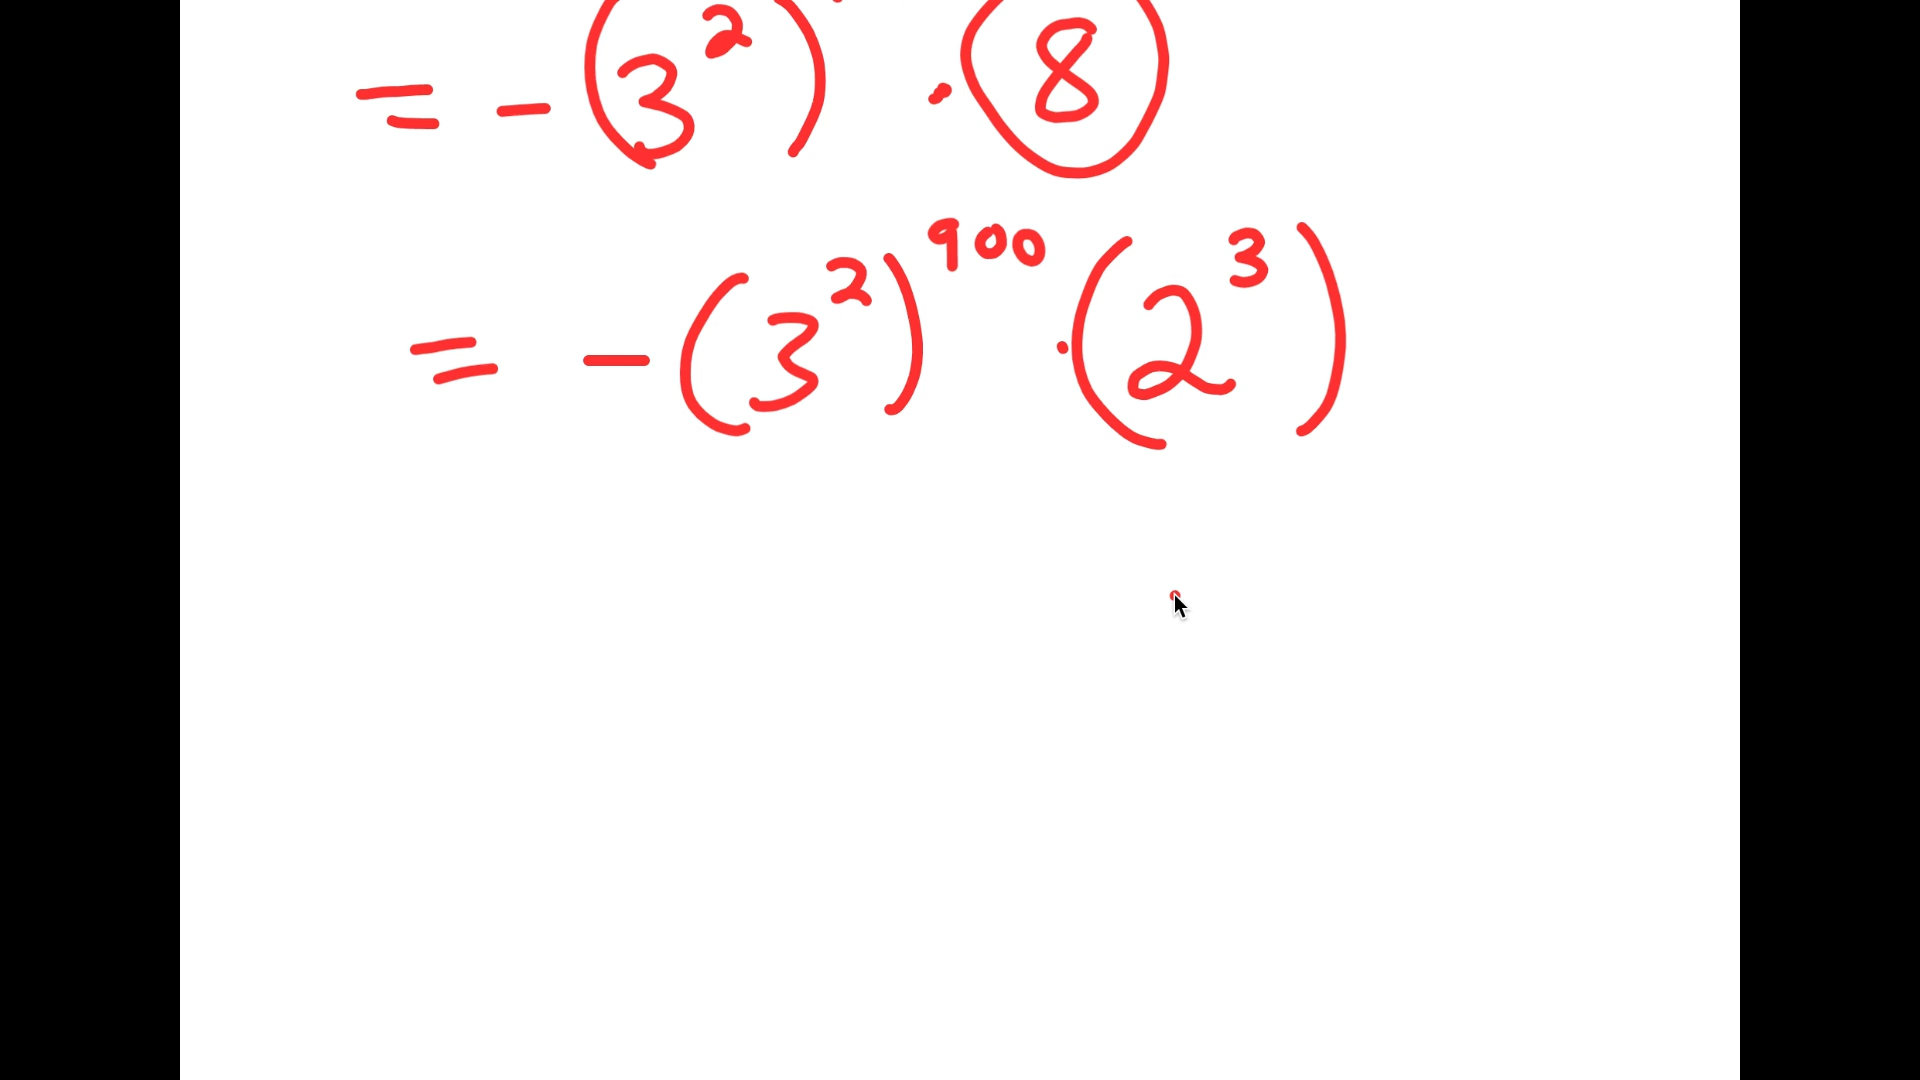 = - (3²) · (8)
= - (3²)⁹⁰⁰ · (2³)